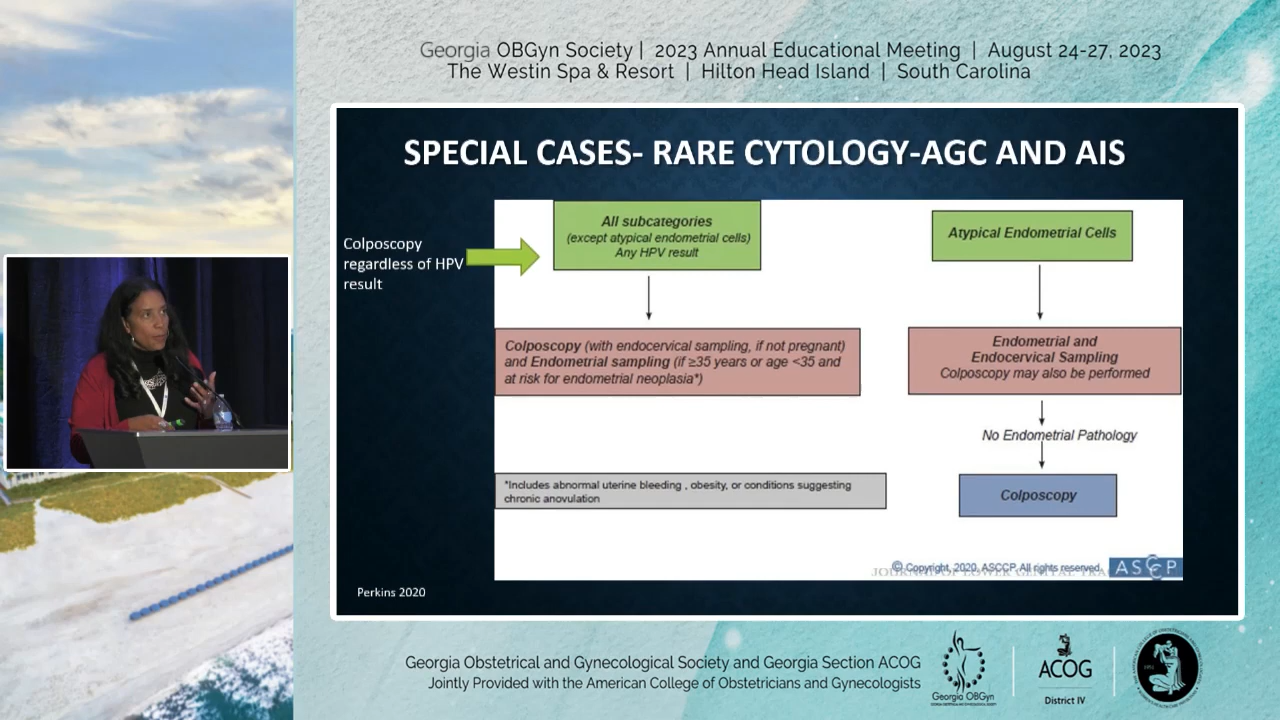 Georgia OBGyn Society | 2023 Annual Educational Meeting | August 24-27, 2023
The Westin Spa & Resort | Hilton Head Island | South Carolina
SPECIAL CASES- RARE CYTOLOGY-AGC AND AIS
Colposcopy
regardless of HPV
result
All subcategories
(except atypical endometrial cells)
Any HPV result
Colposcopy (with endocervical sampling, if not pregnant)
and Endometrial sampling (if ≥35 years or age <35 and
at risk for endometrial neoplasia*)
*Includes abnormal uterine bleeding , obesity, or conditions suggesting
chronic anovulation
Atypical Endometrial Cells
Endometrial and
Endocervical Sampling
Colposcopy may also be performed
No Endometrial Pathology
Colposcopy
© Copyright, 2020, ASCCP. All rights reserved.
ASCCP
JOURNAL OF LOWER GENITAL
Perkins 2020
Georgia Obstetrical and Gynecological Society and Georgia Section ACOG
Jointly Provided with the American College of Obstetricians and Gynecologists
Georgia OBGyn
ACOG
District IV